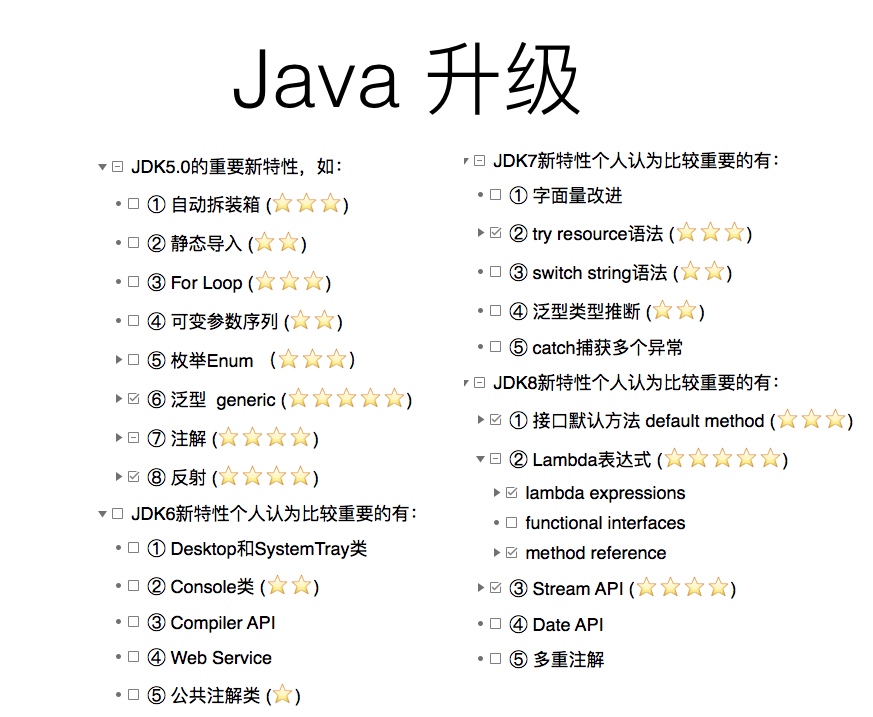 Java 升级
JDK5.0的重要新特性，如：
① 自动拆装箱 (⭐⭐⭐)
② 静态导入 (⭐⭐)
③ For Loop (⭐⭐⭐)
④ 可变参数序列 (⭐⭐)
⑤ 枚举Enum （⭐⭐⭐)
⑥ 泛型 generic (⭐⭐⭐⭐⭐)
⑦ 注解 (⭐⭐⭐⭐)
⑧ 反射 (⭐⭐⭐⭐)
JDK6新特性个人认为比较重要的有：
① Desktop和SystemTray类
② Console类 (⭐⭐)
③ Compiler API
④ Web Service
⑤ 公共注解类 (⭐)
JDK7新特性个人认为比较重要的有：
① 字面量改进
② try resource语法 (⭐⭐⭐)
③ switch string语法 (⭐⭐)
④ 泛型类型推断 (⭐⭐)
⑤ catch捕获多个异常
JDK8新特性个人认为比较重要的有：
① 接口默认方法 default method (⭐⭐⭐)
② Lambda表达式 (⭐⭐⭐⭐⭐)
lambda expressions
functional interfaces
method reference
③ Stream API (⭐⭐⭐⭐)
④ Date API
⑤ 多重注解